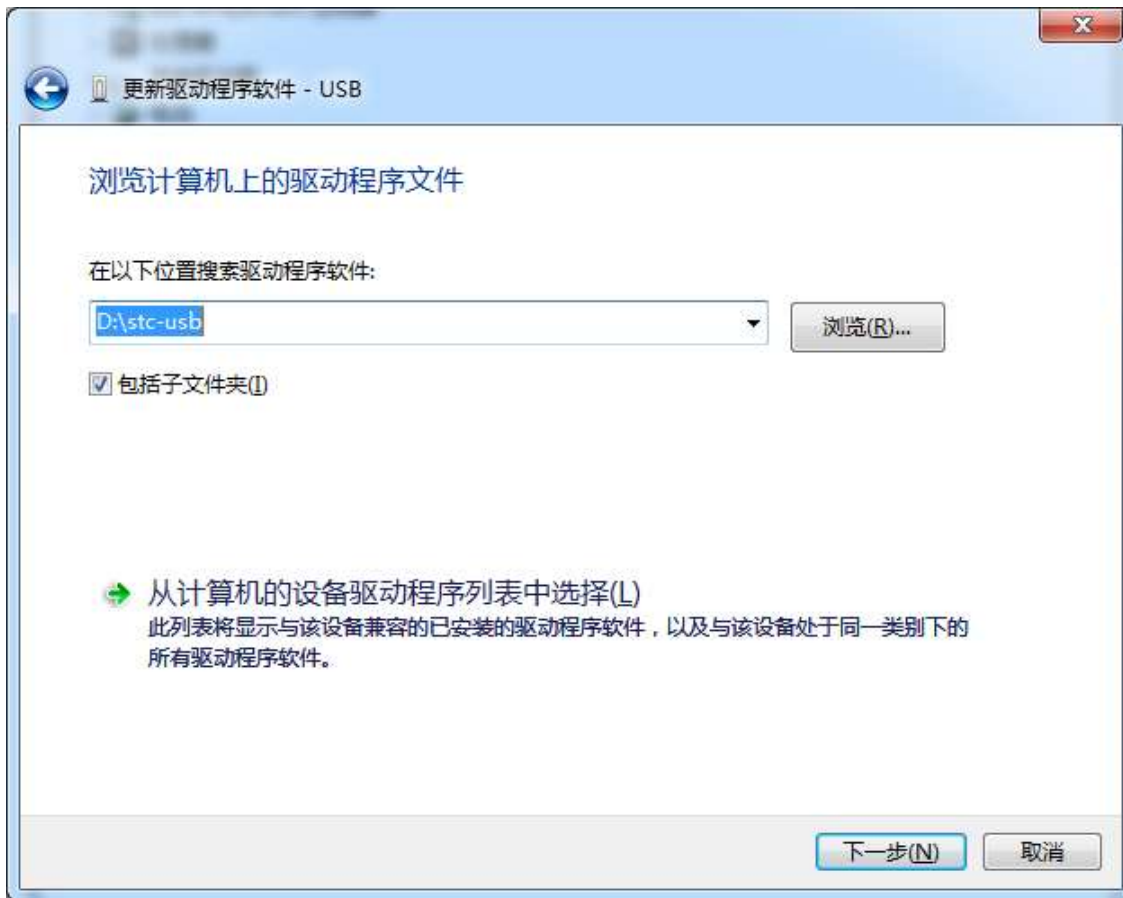 更新驱动程序软件 - USB
浏览计算机上的驱动程序文件
在以下位置搜索驱动程序软件:
D:\stc-usb
浏览(R)...
包括子文件夹(I)
从计算机的设备驱动程序列表中选择(L)
此列表将显示与该设备兼容的已安装的驱动程序软件，以及与该设备处于同一类别下的
所有驱动程序软件。
下一步(N)
取消